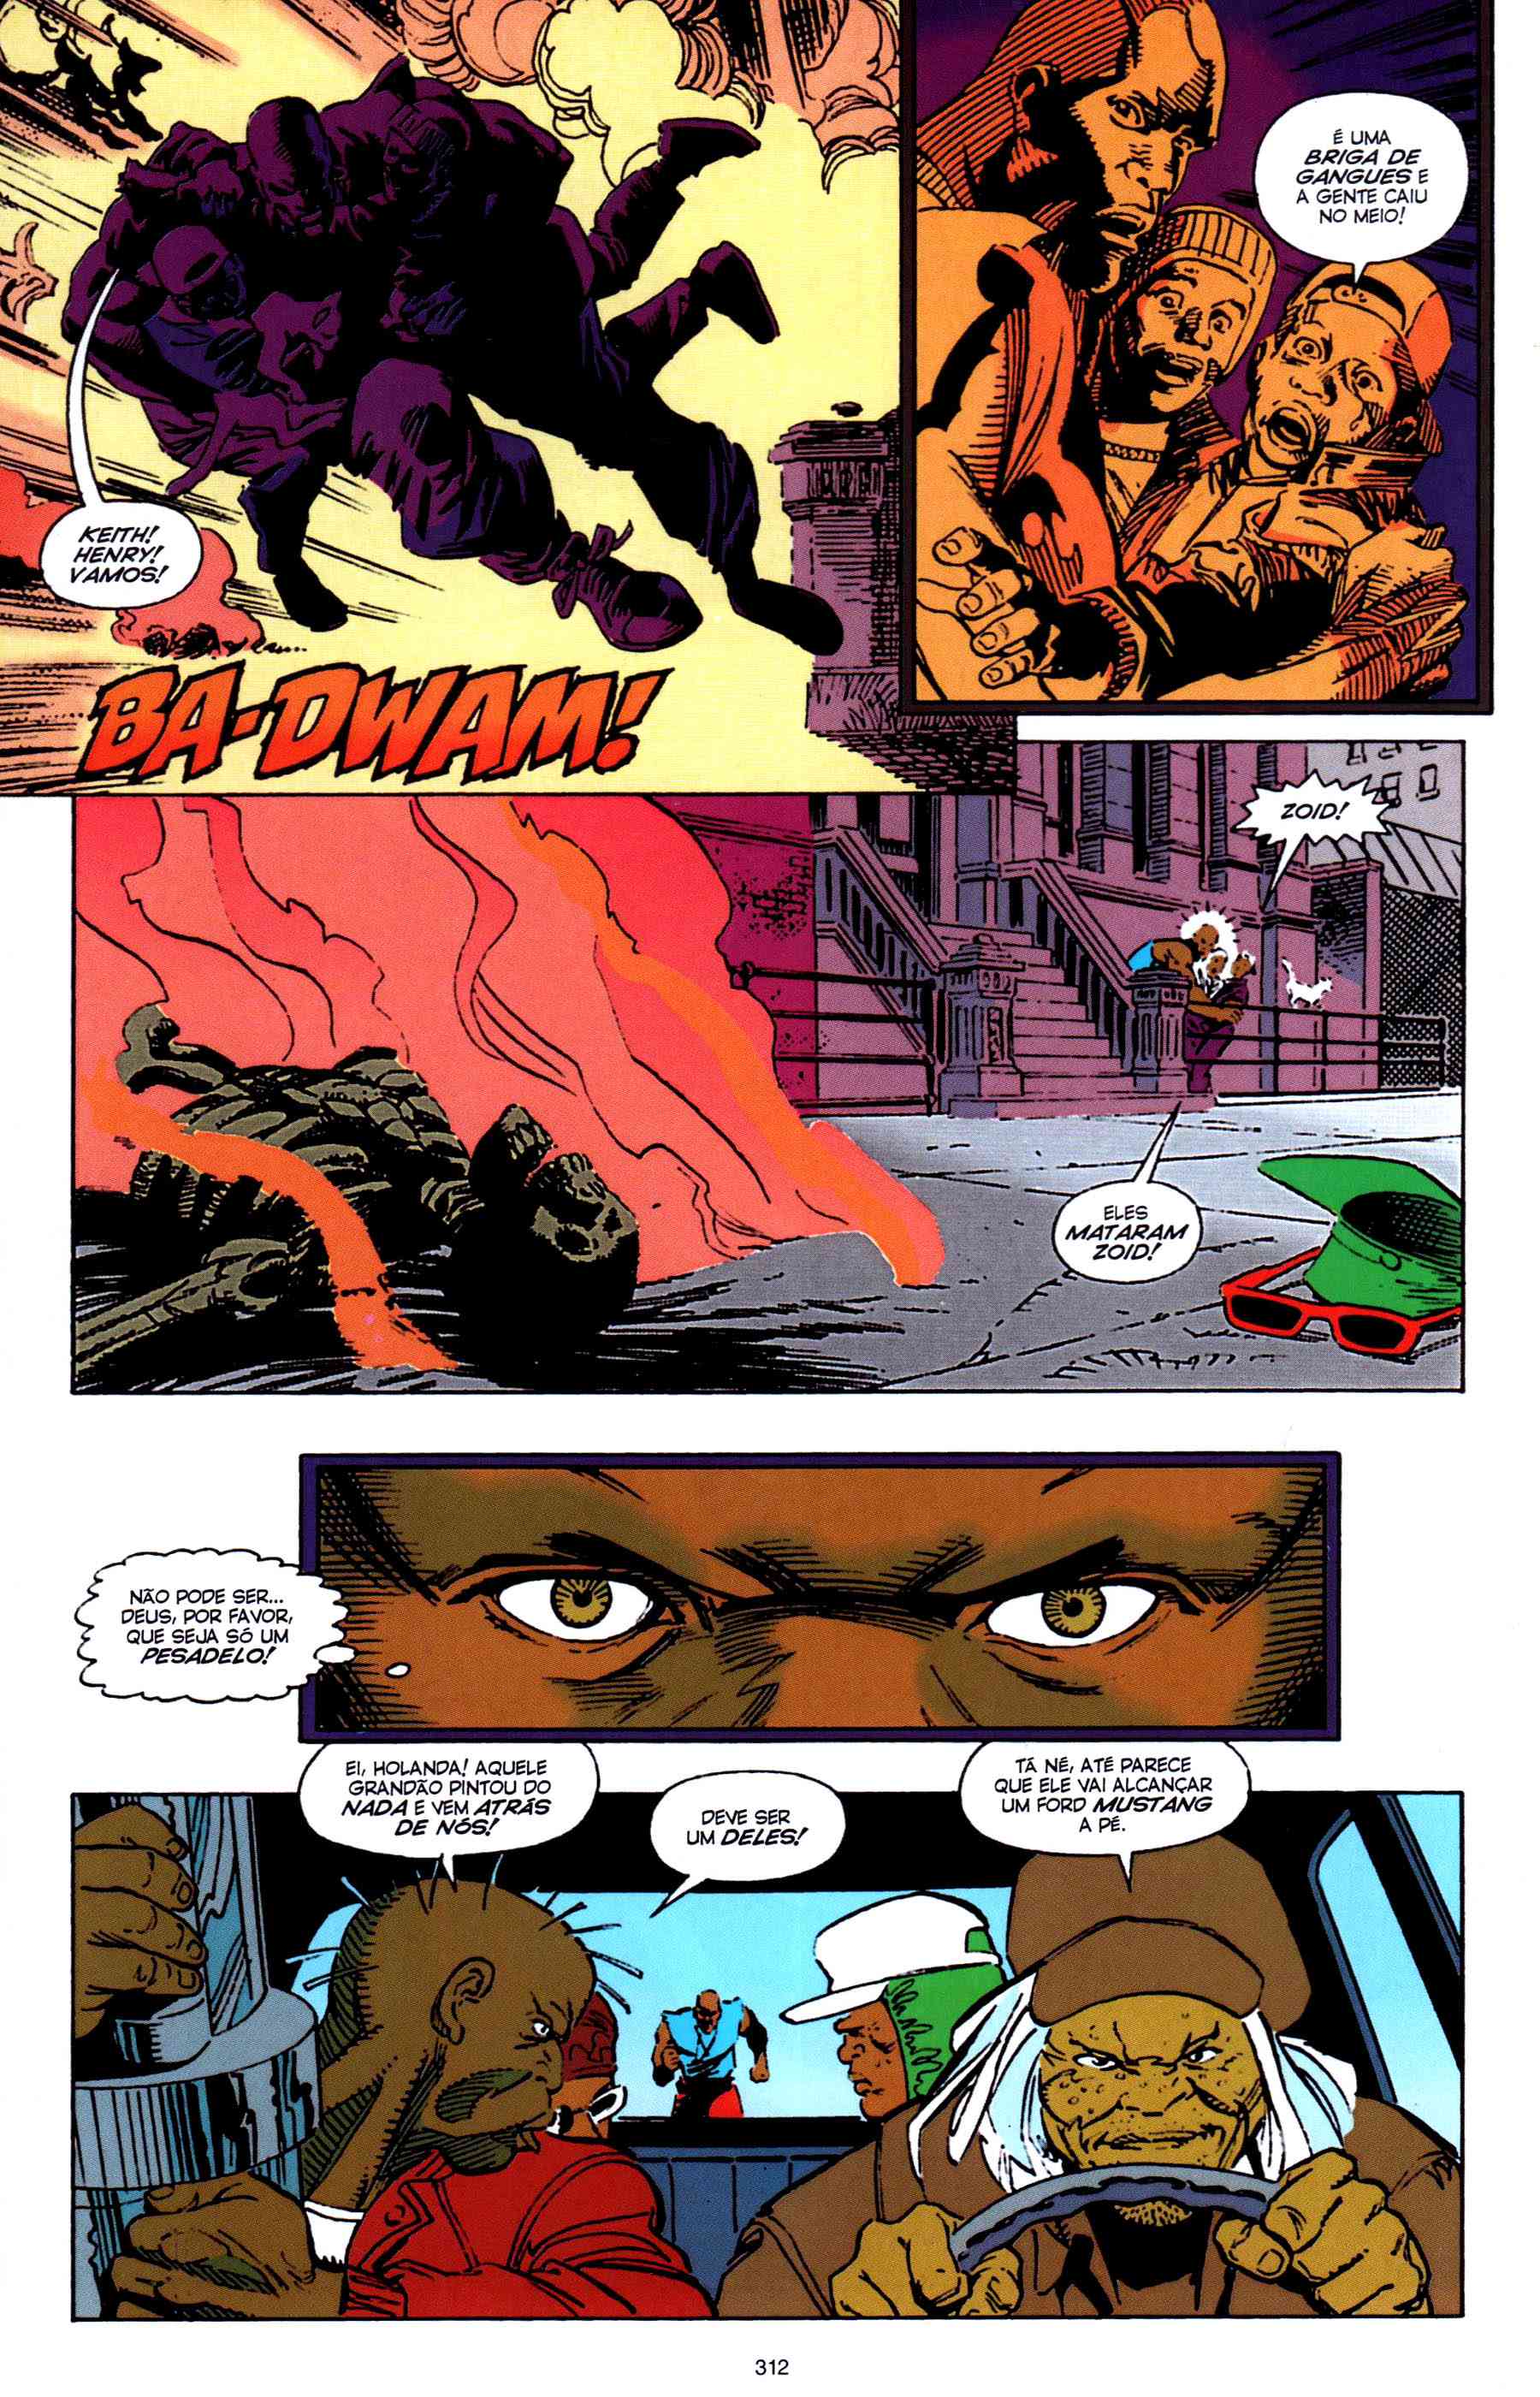 É UMA
BRIGA DE
GANGUES E
A GENTE CAIU
NO MEIO!
KEITH!
HENRY!
VAMOS!
BA-DWAM!
ZOID!
ELES
MATARAM
ZOID!
NÃO PODE SER...
DEUS, POR FAVOR,
QUE SEJA SÓ UM
PESADELO!
EI, HOLANDA! AQUELE
GRANDÃO PINTOU DO
NADA E VEM ATRÁS
DE NÓS!
DEVE SER
UM DELES!
TÁ NÉ, ATÉ PARECE
QUE ELE VAI ALCANÇAR
UM FORD MUSTANG
A PÉ.
312